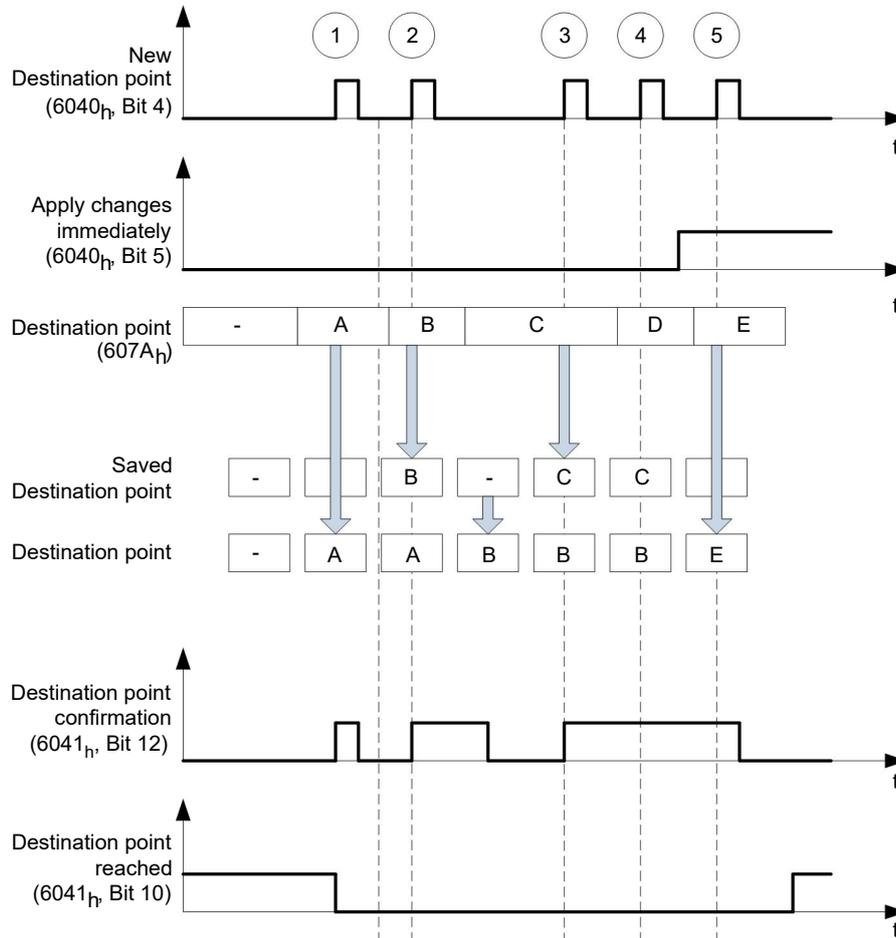 1 2 3 4 5
New
Destination point
(6040h, Bit 4)
t
Apply changes
immediately
(6040h, Bit 5)
t
Destination point
(607Ah)
- A B C D E
Saved
Destination point
- B - C C
Destination point
- A A B B B E
Destination point
confirmation
(6041h, Bit 12)
t
Destination point
reached
(6041h, Bit 10)
t